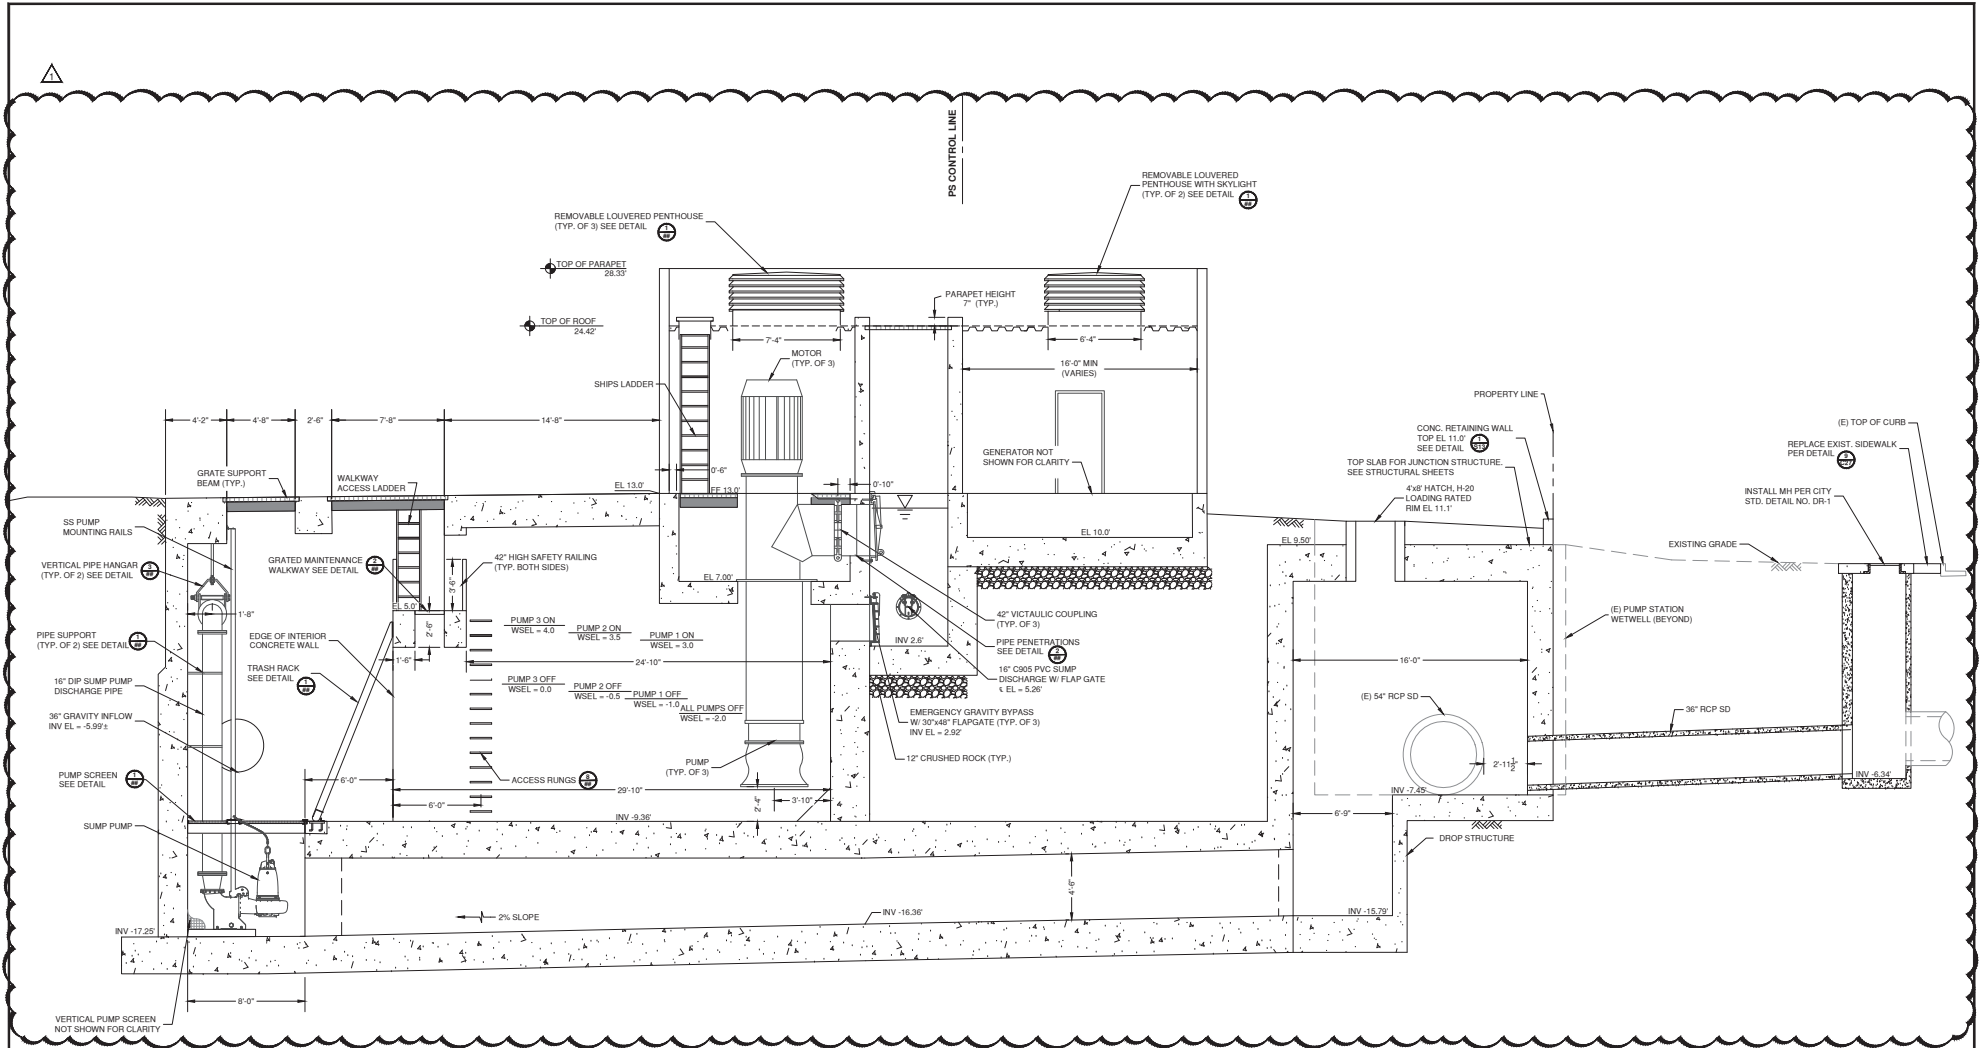 1
PS CONTROL LINE
REMOVABLE LOUVERED
PENTHOUSE WITH SKYLIGHT
(TYP. OF 2) SEE DETAIL
1
##
REMOVABLE LOUVERED PENTHOUSE
(TYP. OF 3) SEE DETAIL
1
##
TOP OF PARAPET
28.33'
PARAPET HEIGHT
7" (TYP.)
TOP OF ROOF
24.42'
7'-4"
6'-4"
MOTOR
(TYP. OF 3)
16'-0" MIN
(VARIES)
SHIPS LADDER
PROPERTY LINE
4'-2"
4'-8"
2'-6"
7'-8"
14'-8"
(E) TOP OF CURB
CONC. RETAINING WALL
TOP EL 11.0'
SEE DETAIL
1
REPLACE EXIST. SIDEWALK
PER DETAIL
9
GENERATOR NOT
SHOWN FOR CLARITY
TOP SLAB FOR JUNCTION STRUCTURE.
SEE STRUCTURAL SHEETS
0'-6"
GRATE SUPPORT
BEAM (TYP.)
WALKWAY
ACCESS LADDER
EL 13.0'
FF 13.0'
0'-10"
4'x8' HATCH, H-20
LOADING RATED
RIM EL 11.1'
INSTALL MH PER CITY
STD. DETAIL NO. DR-1
SS PUMP
MOUNTING RAILS
EL 10.0'
EL 9.50'
EXISTING GRADE
VERTICAL PIPE HANGAR
(TYP. OF 2) SEE DETAIL
3
##
GRATED MAINTENANCE
WALKWAY SEE DETAIL
2
##
42" HIGH SAFETY RAILING
(TYP. BOTH SIDES)
3'-6"
EL 7.00'
1'-8"
EL 5.0'
42" VICTAULIC COUPLING
(TYP. OF 3)
(E) PUMP STATION
WETWELL (BEYOND)
PIPE SUPPORT
(TYP. OF 2) SEE DETAIL
1
##
EDGE OF INTERIOR
CONCRETE WALL
2'-6"
PUMP 3 ON
WSEL = 4.0
PUMP 2 ON
WSEL = 3.5
PUMP 1 ON
WSEL = 3.0
INV 2.6'
PIPE PENETRATIONS
SEE DETAIL
2
##
1'-6"
24'-10"
16'-0"
TRASH RACK
SEE DETAIL
1
##
16" C905 PVC SUMP
DISCHARGE W/ FLAP GATE
℄ EL = 5.26'
16" DIP SUMP PUMP
DISCHARGE PIPE
PUMP 3 OFF
WSEL = 0.0
PUMP 2 OFF
WSEL = -0.5
PUMP 1 OFF
WSEL = -1.0
ALL PUMPS OFF
WSEL = -2.0
(E) 54" RCP SD
36" RCP SD
36" GRAVITY INFLOW
INV EL = -5.99'±
EMERGENCY GRAVITY BYPASS
W/ 30"x48" FLAPGATE (TYP. OF 3)
INV EL = 2.92'
12" CRUSHED ROCK (TYP.)
PUMP
(TYP. OF 3)
2'-11½"
INV -6.34'
PUMP SCREEN
SEE DETAIL
1
##
6'-0"
ACCESS RUNGS
8
##
29'-10"
INV -7.45'
6'-0"
2'-4"
3'-10"
INV -9.36'
6'-9"
SUMP PUMP
DROP STRUCTURE
4'-6"
2% SLOPE
INV -16.36'
INV -15.79'
INV -17.25'
8'-0"
VERTICAL PUMP SCREEN
NOT SHOWN FOR CLARITY